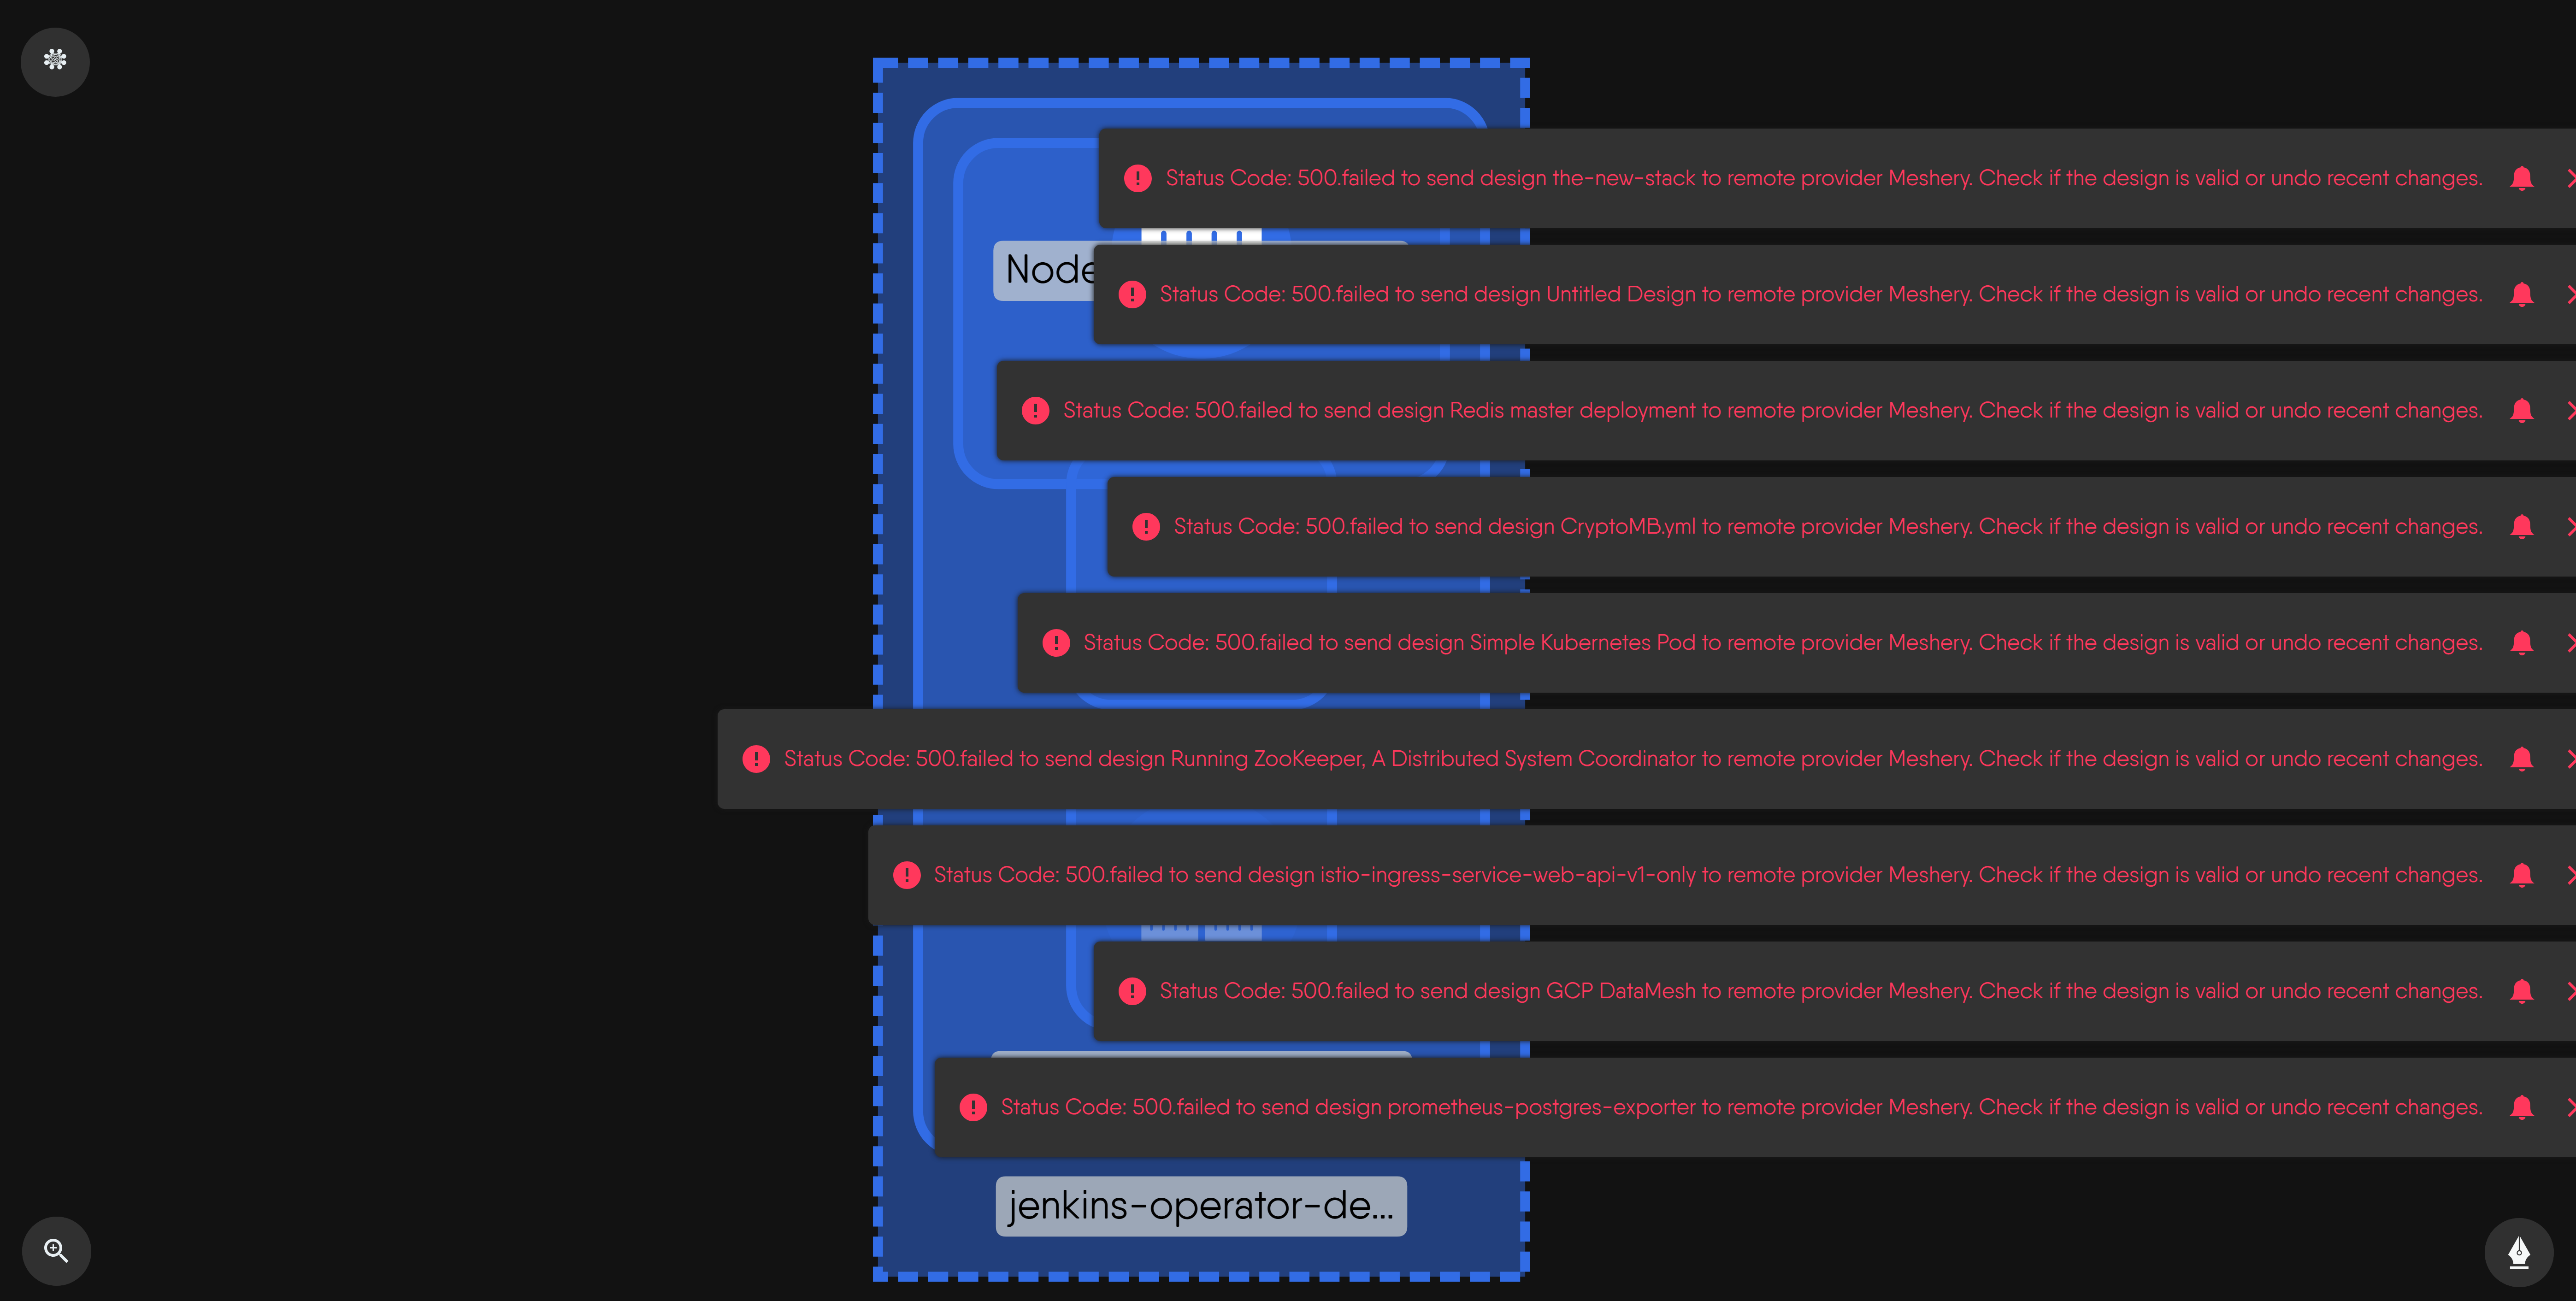 Status Code: 500.failed to send design the-new-stack to remote provider Meshery. Check if the design is valid or undo recent changes.
Node
Status Code: 500.failed to send design Untitled Design to remote provider Meshery. Check if the design is valid or undo recent changes.
Status Code: 500.failed to send design Redis master deployment to remote provider Meshery. Check if the design is valid or undo recent changes.
Status Code: 500.failed to send design CryptoMB.yml to remote provider Meshery. Check if the design is valid or undo recent changes.
Status Code: 500.failed to send design Simple Kubernetes Pod to remote provider Meshery. Check if the design is valid or undo recent changes.
Status Code: 500.failed to send design Running ZooKeeper, A Distributed System Coordinator to remote provider Meshery. Check if the design is valid or undo recent changes.
Status Code: 500.failed to send design istio-ingress-service-web-api-v1-only to remote provider Meshery. Check if the design is valid or undo recent changes.
Status Code: 500.failed to send design GCP DataMesh to remote provider Meshery. Check if the design is valid or undo recent changes.
Status Code: 500.failed to send design prometheus-postgres-exporter to remote provider Meshery. Check if the design is valid or undo recent changes.
jenkins-operator-de...